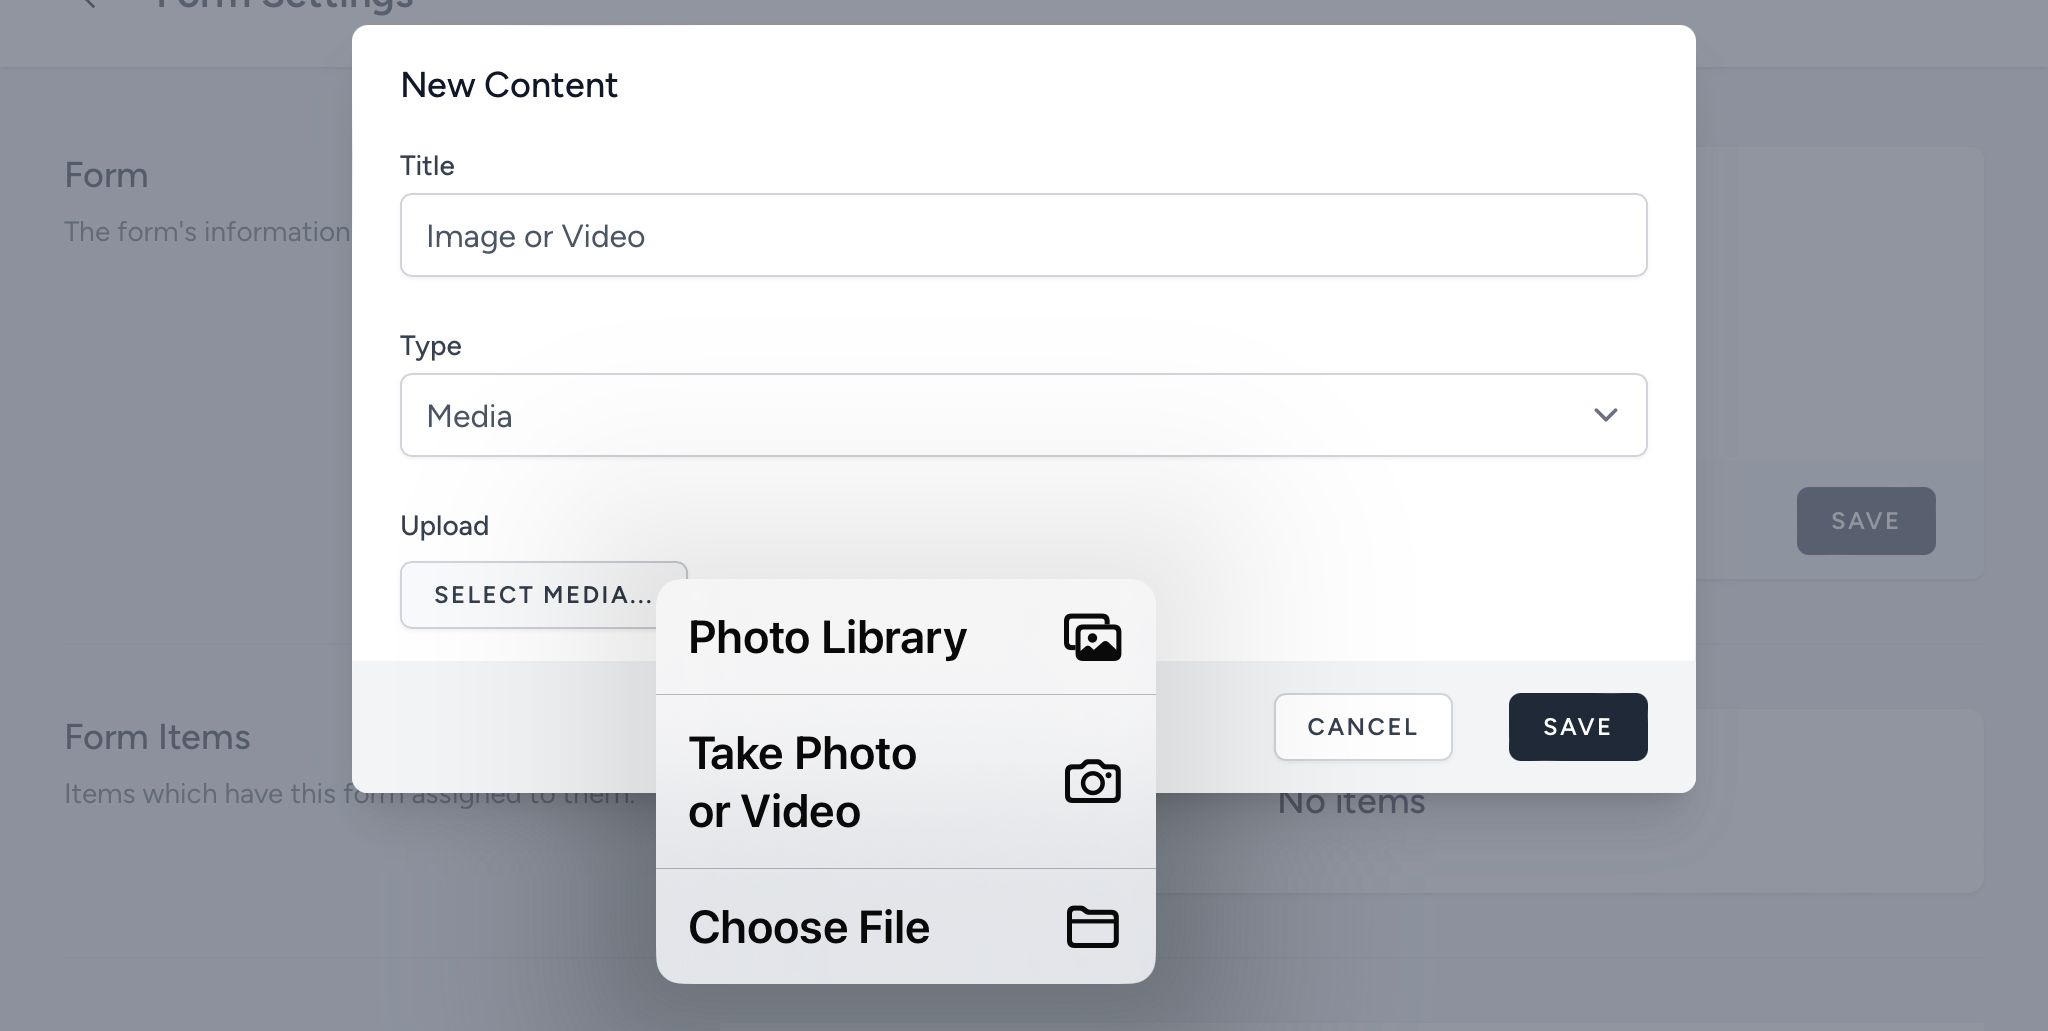 Form Settings
New Content
Title
Image or Video
Type
Media
Upload
SELECT MEDIA...
Photo Library
Take Photo
or Video
Choose File
CANCEL
SAVE
Form
The form's information
SAVE
Form Items
Items which have this form assigned to them.
No items